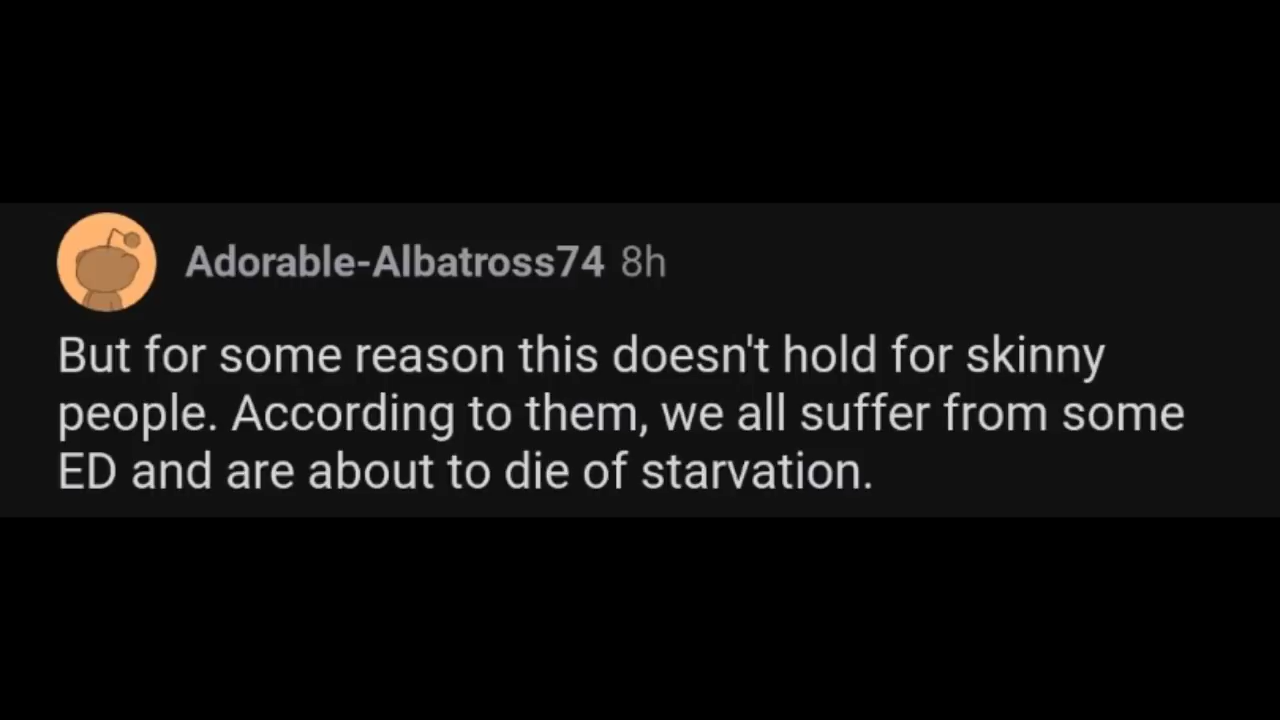 Adorable-Albatross74 8h
But for some reason this doesn't hold for skinny
people. According to them, we all suffer from some
ED and are about to die of starvation.